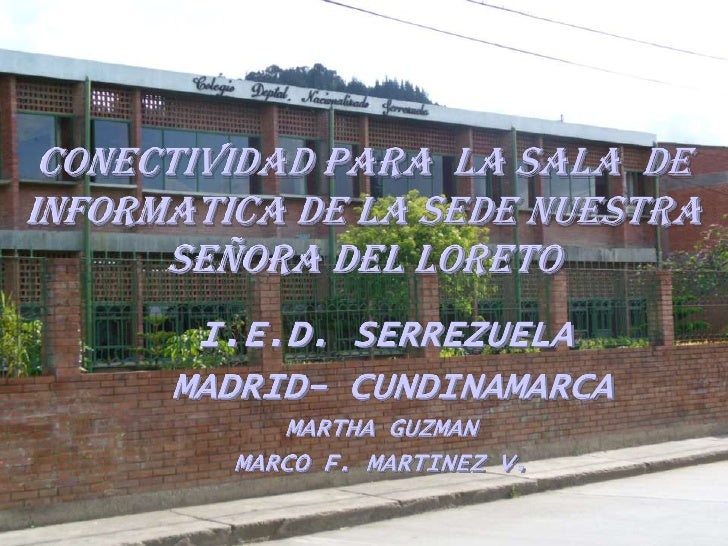 Colegio Deptal. Nacionalizado Serrezuela
CONECTIVIDAD PARA LA SALA DE
INFORMATICA DE LA SEDE NUESTRA
SEÑORA DEL LORETO
I.E.D. SERREZUELA
MADRID- CUNDINAMARCA
MARTHA GUZMAN
MARCO F. MARTINEZ V.